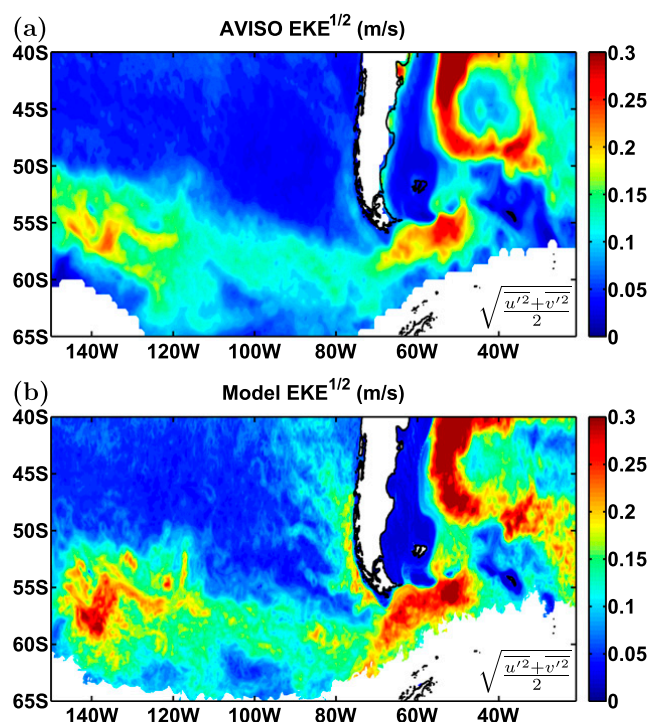 (a) AVISO EKE^1/2 (m/s)
40S
45S
50S
55S
60S
65S
140W 120W 100W 80W 60W 40W
0.3
0.25
0.2
0.15
0.1
0.05
0
√(u′²+v′²/2)
(b) Model EKE^1/2 (m/s)
40S
45S
50S
55S
60S
65S
140W 120W 100W 80W 60W 40W
0.3
0.25
0.2
0.15
0.1
0.05
0
√(u′²+v′²/2)